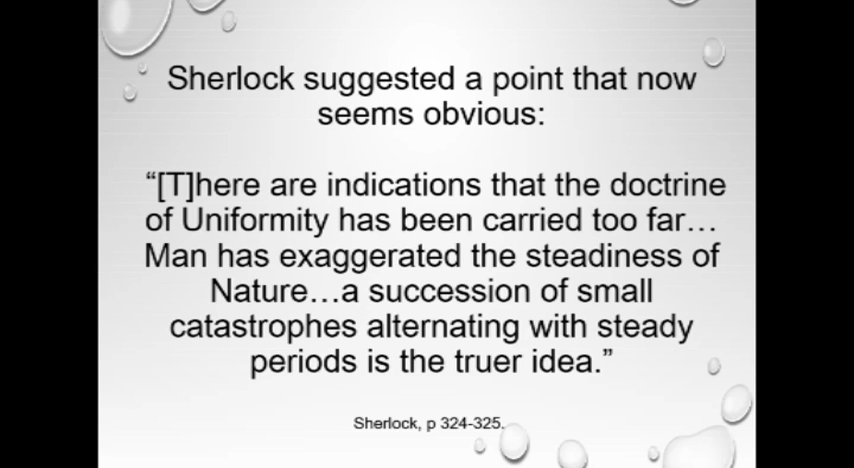 Sherlock suggested a point that now
seems obvious:
“[T]here are indications that the doctrine
of Uniformity has been carried too far…
Man has exaggerated the steadiness of
Nature…a succession of small
catastrophes alternating with steady
periods is the truer idea.”
Sherlock, p 324-325.